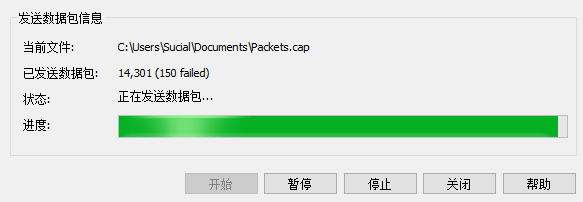 发送数据包信息
当前文件: C:\Users\Sucial\Documents\Packets.cap
已发送数据包: 14,301 (150 failed)
状态: 正在发送数据包...
进度:
开始 暂停 停止 关闭 帮助